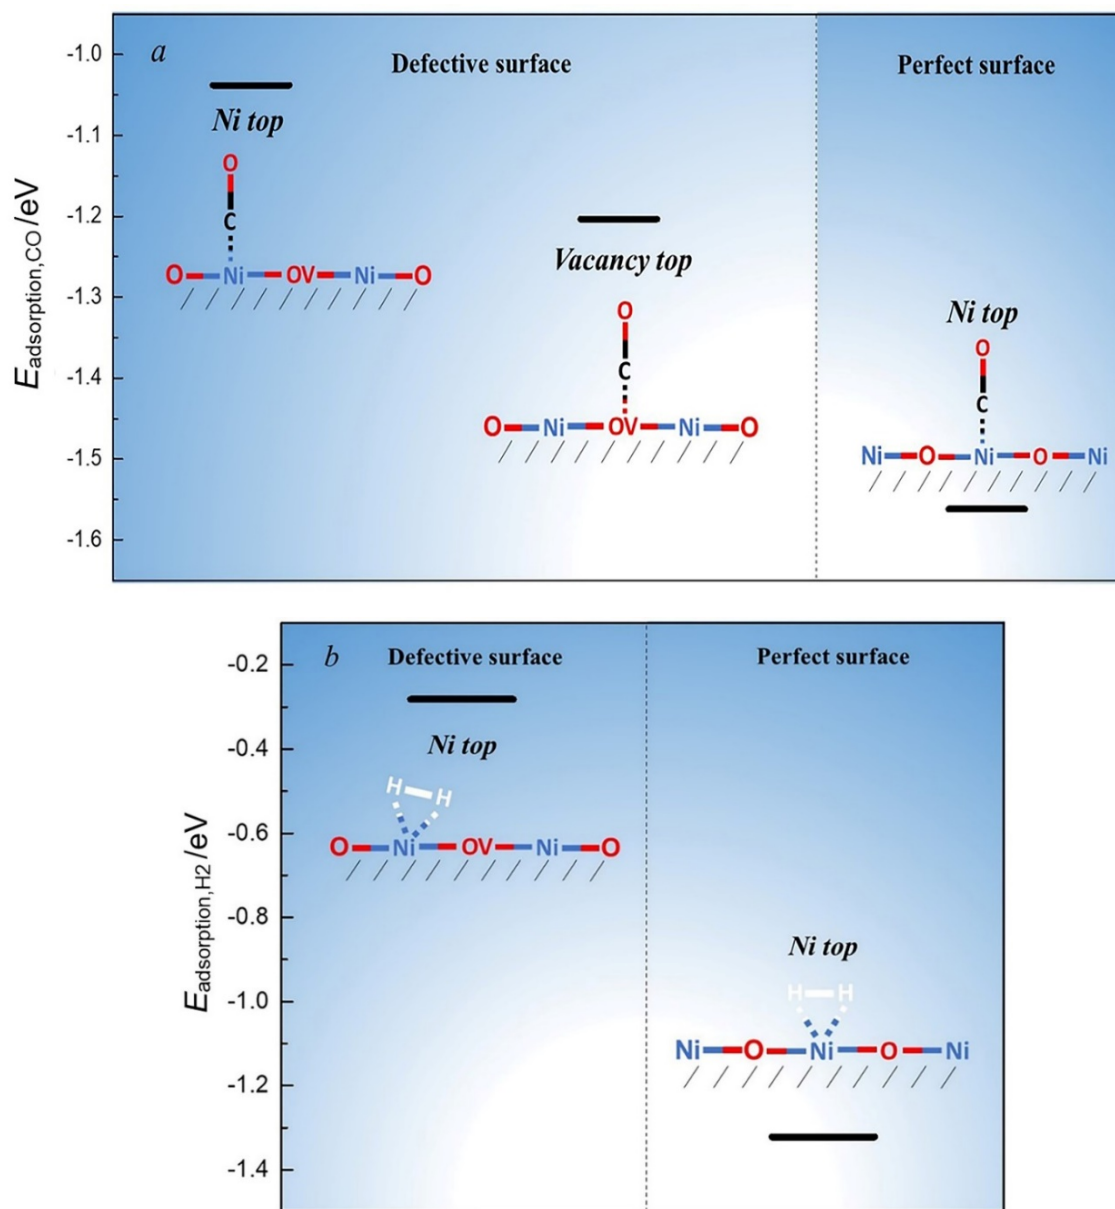 a
Defective surface
Perfect surface
-1.0
-1.1
-1.2
-1.3
-1.4
-1.5
-1.6
E adsorption,CO /eV
Ni top
O
C
O Ni OV Ni O
Vacancy top
O
C
O Ni OV Ni O
Ni top
O
C
Ni O Ni O Ni
b
Defective surface
Perfect surface
-0.2
-0.4
-0.6
-0.8
-1.0
-1.2
-1.4
E adsorption,H2 /eV
Ni top
H H
O Ni OV Ni O
Ni top
H H
Ni O Ni O Ni